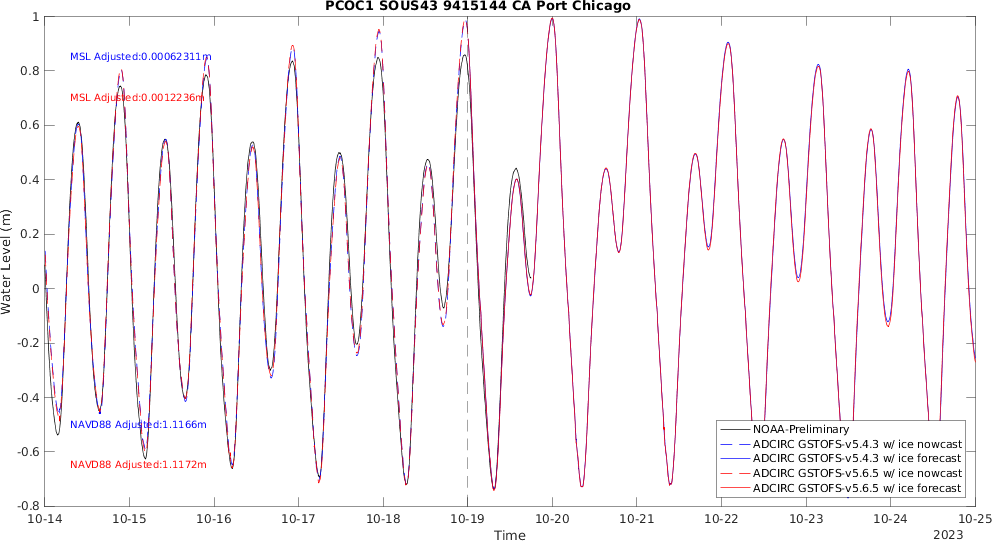 PCOC1 SOUS43 9415144 CA Port Chicago
1
0.8
0.6
0.4
0.2
0
-0.2
-0.4
-0.6
-0.8
Water Level (m)
MSL Adjusted:0.00062311m
MSL Adjusted:0.0012236m
NAVD88 Adjusted:1.1166m
NAVD88 Adjusted:1.1172m
NOAA-Preliminary
ADCIRC GSTOFS-v5.4.3 w/ ice nowcast
ADCIRC GSTOFS-v5.4.3 w/ ice forecast
ADCIRC GSTOFS-v5.6.5 w/ ice nowcast
ADCIRC GSTOFS-v5.6.5 w/ ice forecast
10-14 10-15 10-16 10-17 10-18 10-19 10-20 10-21 10-22 10-23 10-24 10-25
Time
2023